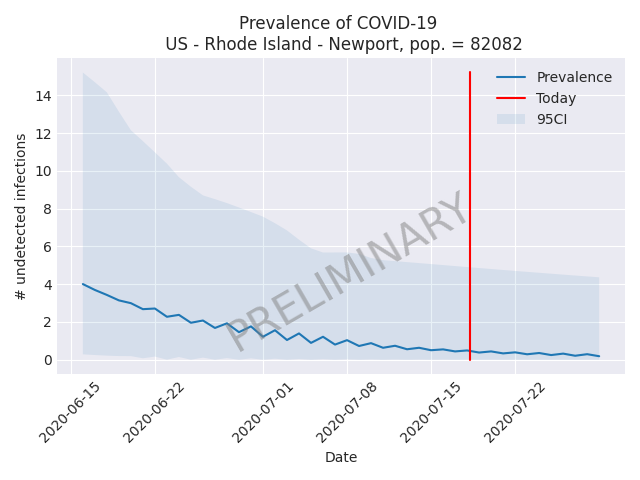 Prevalence of COVID-19
US - Rhode Island - Newport, pop. = 82082
# undetected infections
14
12
10
8
6
4
2
0
Prevalence
Today
95CI
PRELIMINARY
2020-06-15
2020-06-22
2020-07-01
2020-07-08
2020-07-15
2020-07-22
Date